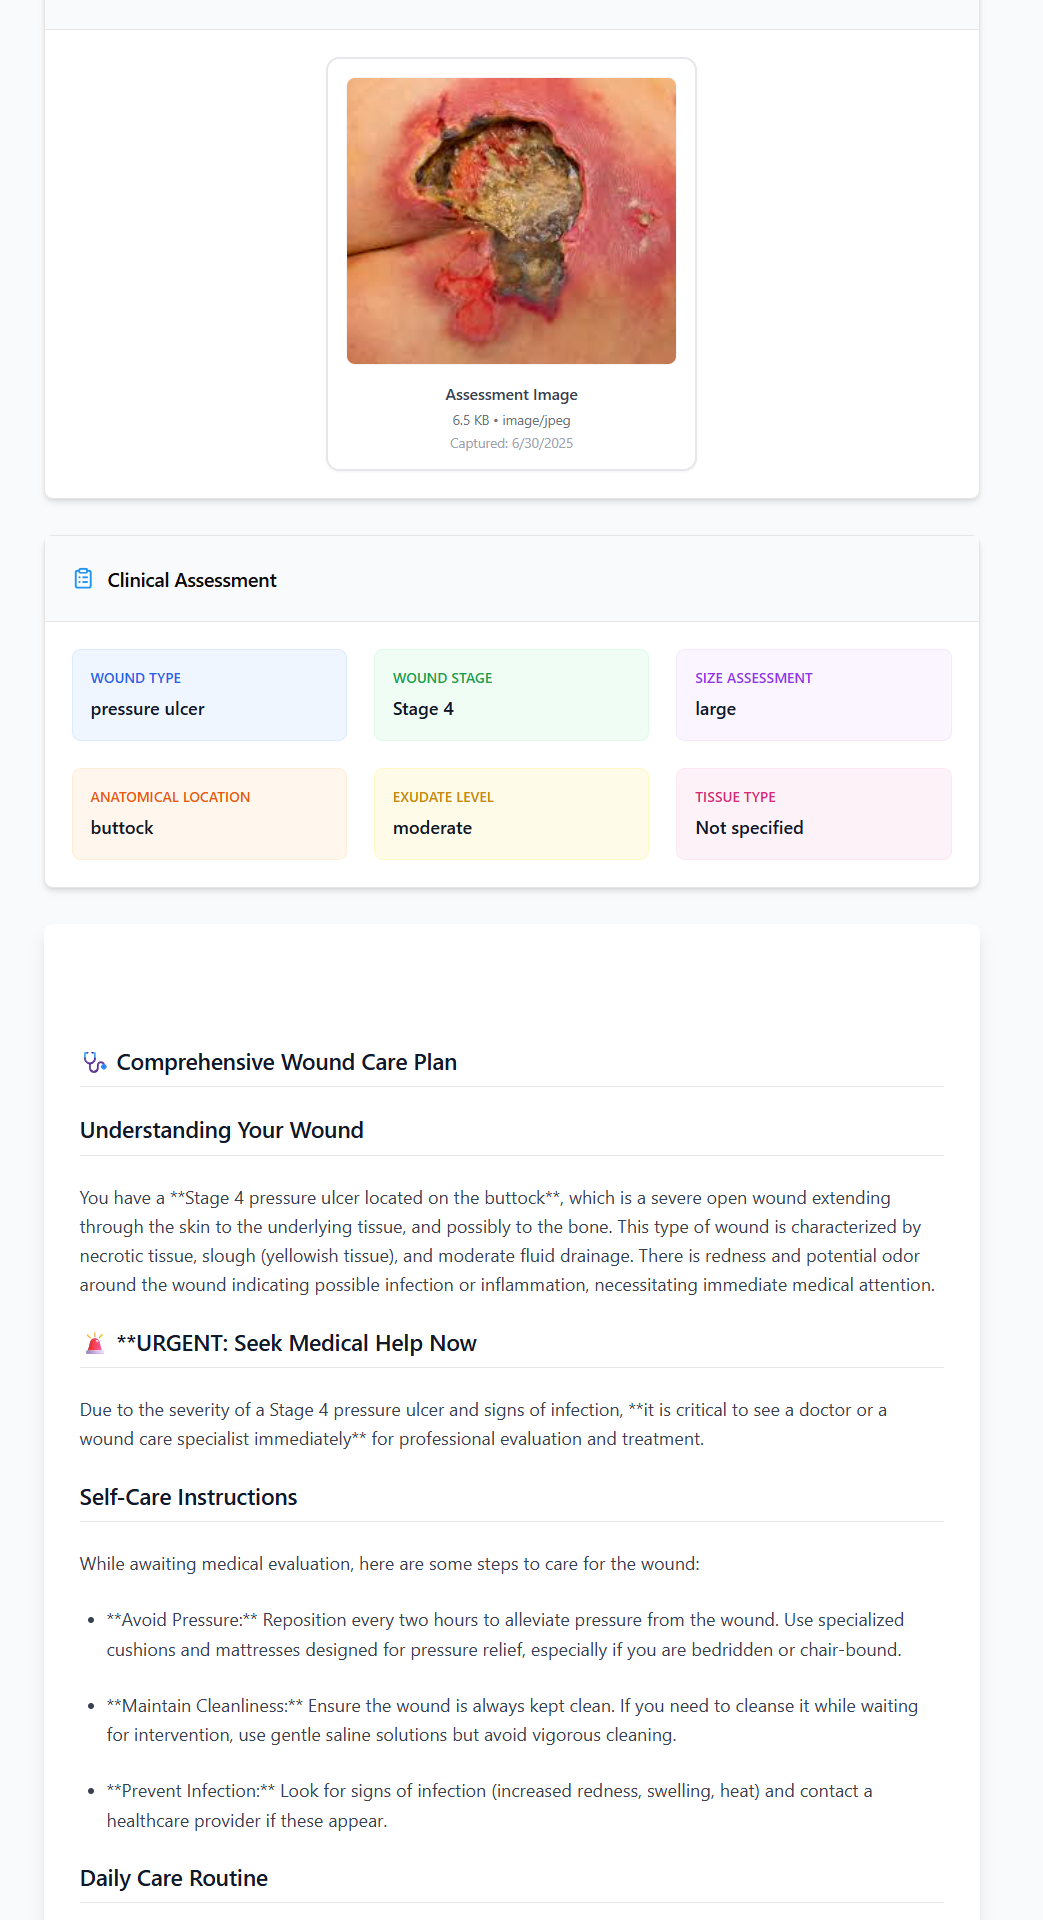 Assessment Image
6.5 KB • image/jpeg
Captured: 6/30/2025
Clinical Assessment
WOUND TYPE
pressure ulcer
WOUND STAGE
Stage 4
SIZE ASSESSMENT
large
ANATOMICAL LOCATION
buttock
EXUDATE LEVEL
moderate
TISSUE TYPE
Not specified
Comprehensive Wound Care Plan
Understanding Your Wound
You have a **Stage 4 pressure ulcer located on the buttock**, which is a severe open wound extending
through the skin to the underlying tissue, and possibly to the bone. This type of wound is characterized by
necrotic tissue, slough (yellowish tissue), and moderate fluid drainage. There is redness and potential odor
around the wound indicating possible infection or inflammation, necessitating immediate medical attention.
**URGENT: Seek Medical Help Now
Due to the severity of a Stage 4 pressure ulcer and signs of infection, **it is critical to see a doctor or a
wound care specialist immediately** for professional evaluation and treatment.
Self-Care Instructions
While awaiting medical evaluation, here are some steps to care for the wound:
• **Avoid Pressure:** Reposition every two hours to alleviate pressure from the wound. Use specialized
cushions and mattresses designed for pressure relief, especially if you are bedridden or chair-bound.
• **Maintain Cleanliness:** Ensure the wound is always kept clean. If you need to cleanse it while waiting
for intervention, use gentle saline solutions but avoid vigorous cleaning.
• **Prevent Infection:** Look for signs of infection (increased redness, swelling, heat) and contact a
healthcare provider if these appear.
Daily Care Routine